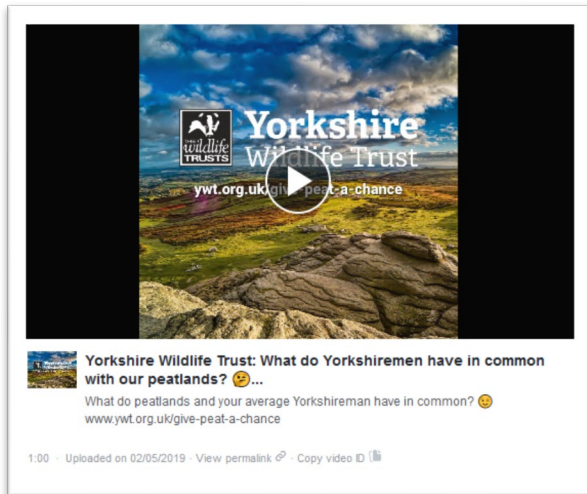 THE
wildlife
TRUSTS
Yorkshire
Wildlife Trust
ywt.org.uk/give-peat-a-chance
Yorkshire Wildlife Trust: What do Yorkshiremen have in common
with our peatlands? 🤔...
What do peatlands and your average Yorkshireman have in common? 😉
www.ywt.org.uk/give-peat-a-chance
1:00 · Uploaded on 02/05/2019 · View permalink · Copy video ID